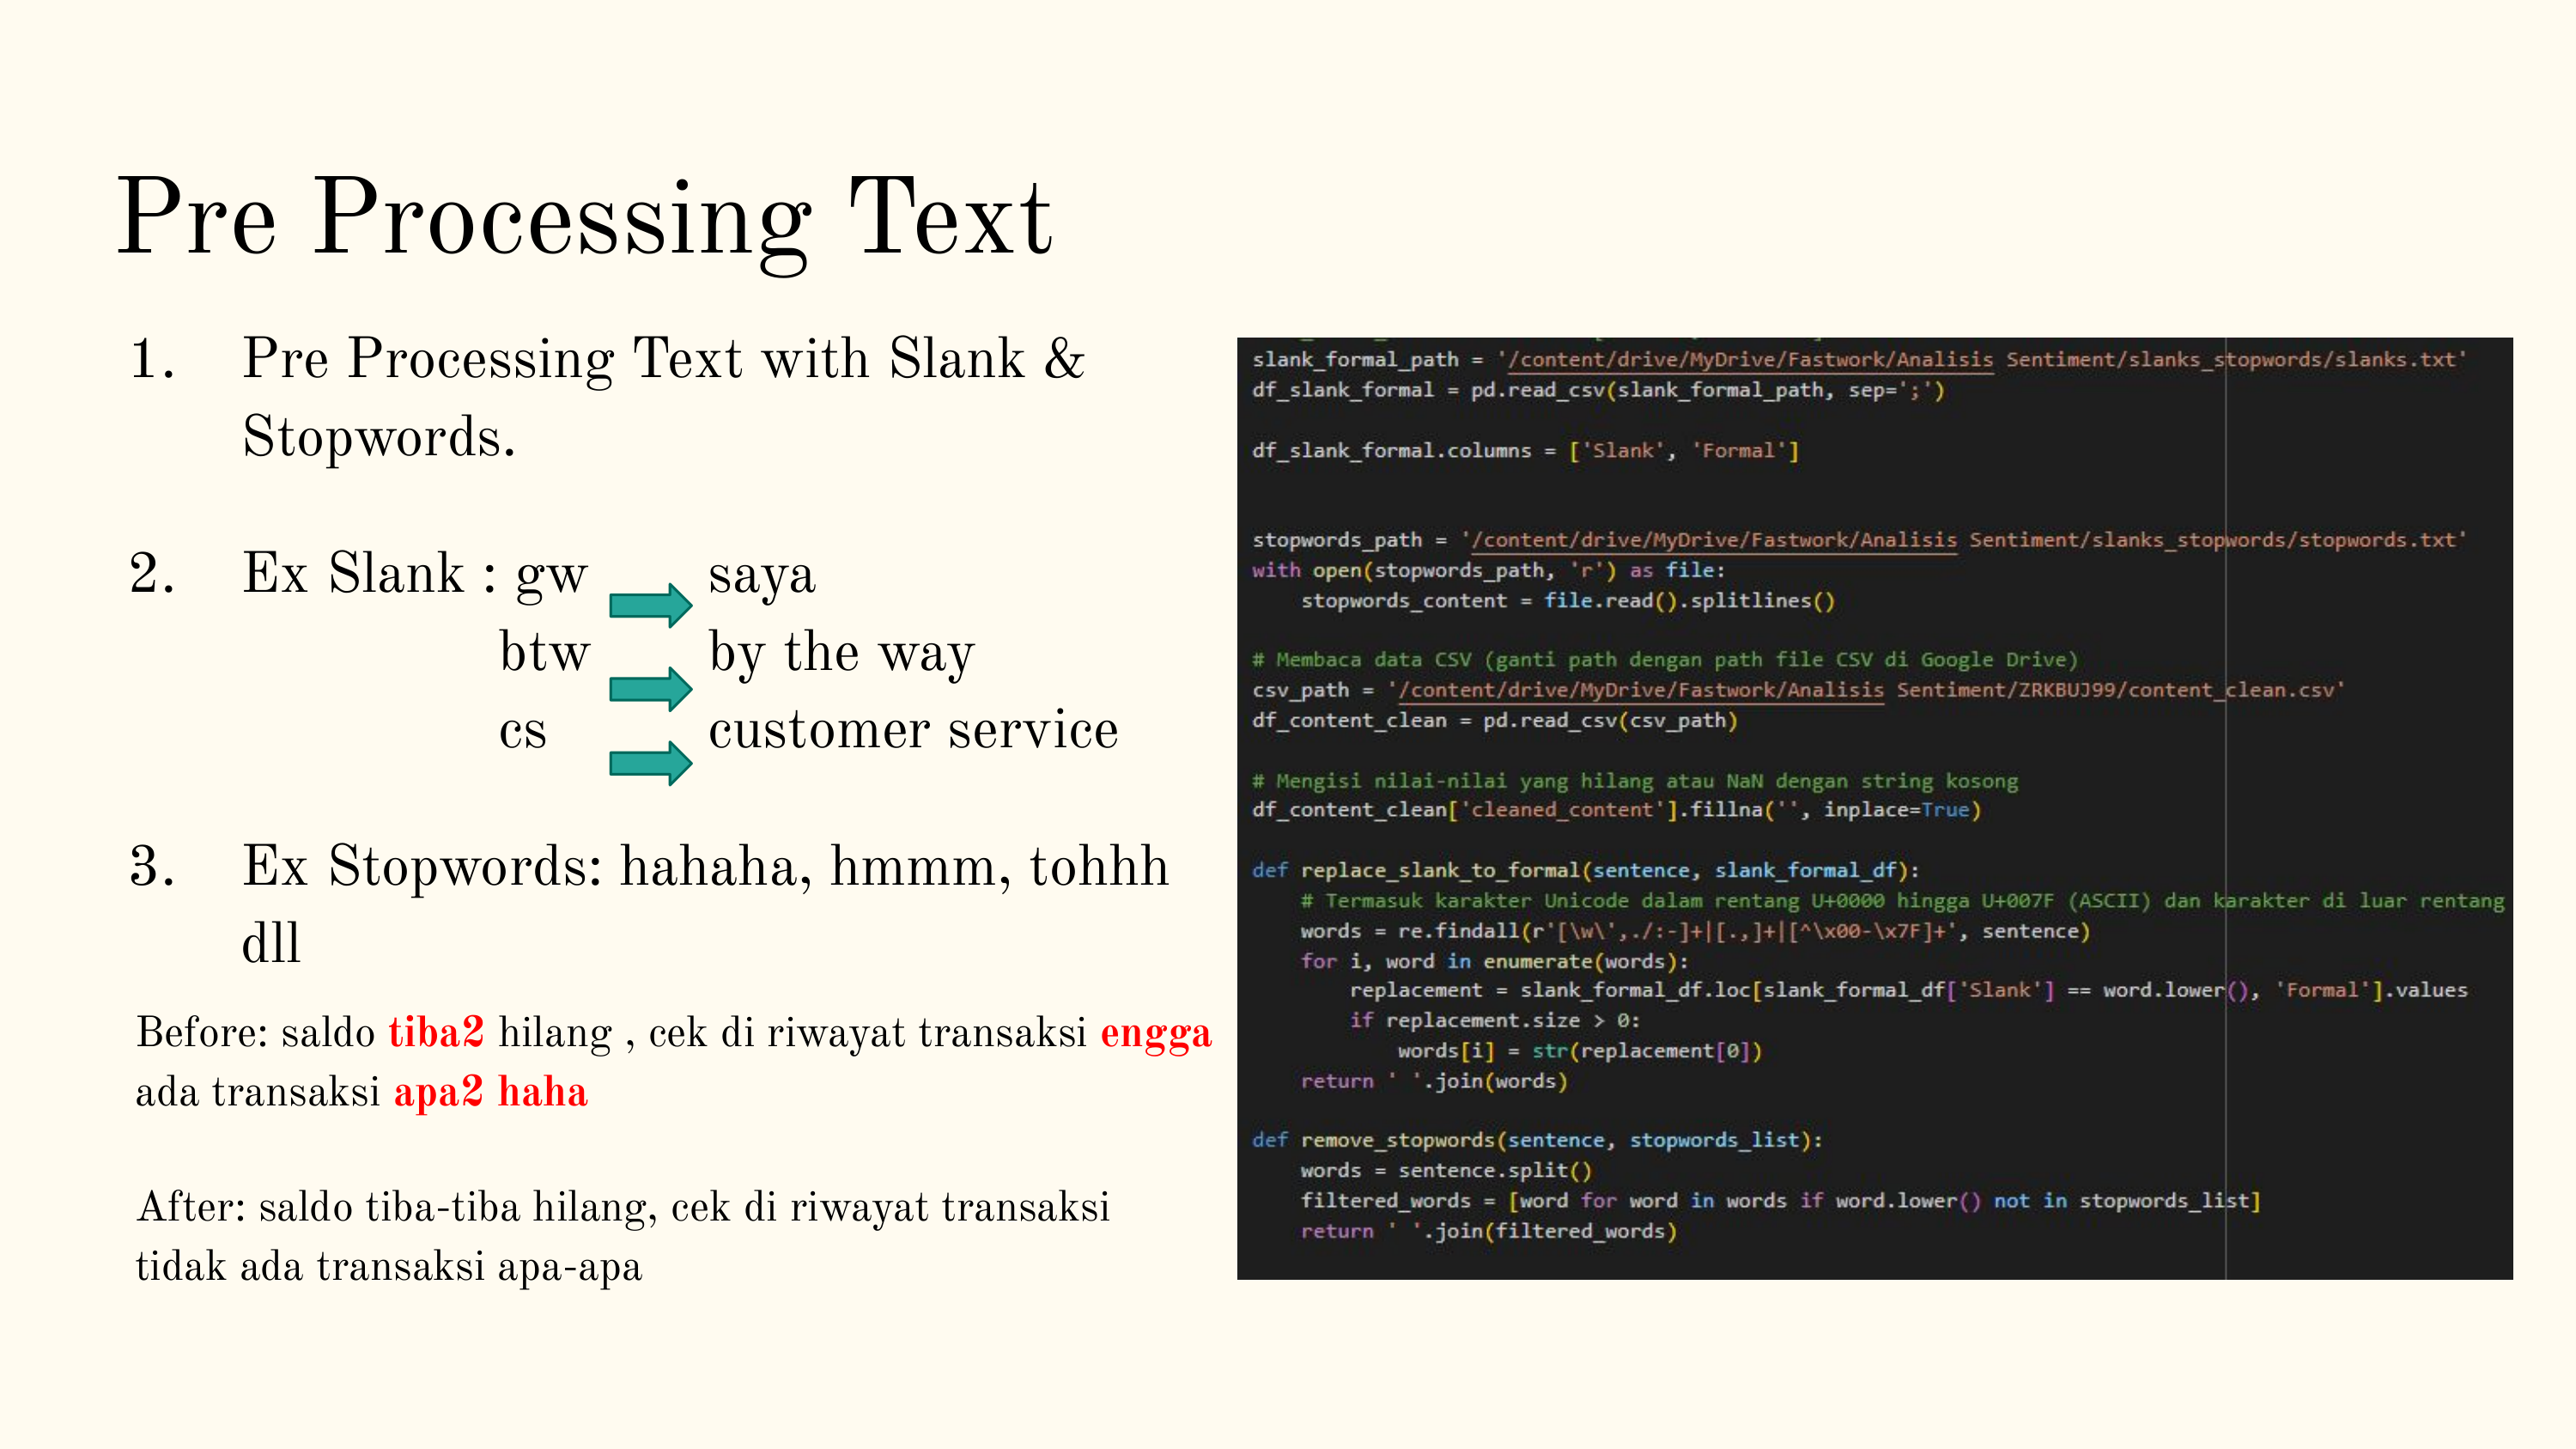 Pre Processing Text
1. Pre Processing Text with Slank &
Stopwords.
2. Ex Slank : gw saya
btw by the way
cs customer service
3. Ex Stopwords: hahaha, hmmm, tohhh
dll
Before: saldo tiba2 hilang , cek di riwayat transaksi engga
ada transaksi apa2 haha
After: saldo tiba-tiba hilang, cek di riwayat transaksi
tidak ada transaksi apa-apa
slank_formal_path = '/content/drive/MyDrive/Fastwork/Analisis Sentiment/slanks_stopwords/slanks.txt'
df_slank_formal = pd.read_csv(slank_formal_path, sep=';')
df_slank_formal.columns = ['Slank', 'Formal']
stopwords_path = '/content/drive/MyDrive/Fastwork/Analisis Sentiment/slanks_stopwords/stopwords.txt'
with open(stopwords_path, 'r') as file:
    stopwords_content = file.read().splitlines()
# Membaca data CSV (ganti path dengan path file CSV di Google Drive)
csv_path = '/content/drive/MyDrive/Fastwork/Analisis Sentiment/ZRKBUJ99/content_clean.csv'
df_content_clean = pd.read_csv(csv_path)
# Mengisi nilai-nilai yang hilang atau NaN dengan string kosong
df_content_clean['cleaned_content'].fillna('', inplace=True)
def replace_slank_to_formal(sentence, slank_formal_df):
    # Termasuk karakter Unicode dalam rentang U+0000 hingga U+007F (ASCII) dan karakter di luar rentang
    words = re.findall(r'[\w\',./:-]+|[.,]+|[^\x00-\x7F]+', sentence)
    for i, word in enumerate(words):
        replacement = slank_formal_df.loc[slank_formal_df['Slank'] == word.lower(), 'Formal'].values
        if replacement.size > 0:
            words[i] = str(replacement[0])
    return ' '.join(words)
def remove_stopwords(sentence, stopwords_list):
    words = sentence.split()
    filtered_words = [word for word in words if word.lower() not in stopwords_list]
    return ' '.join(filtered_words)